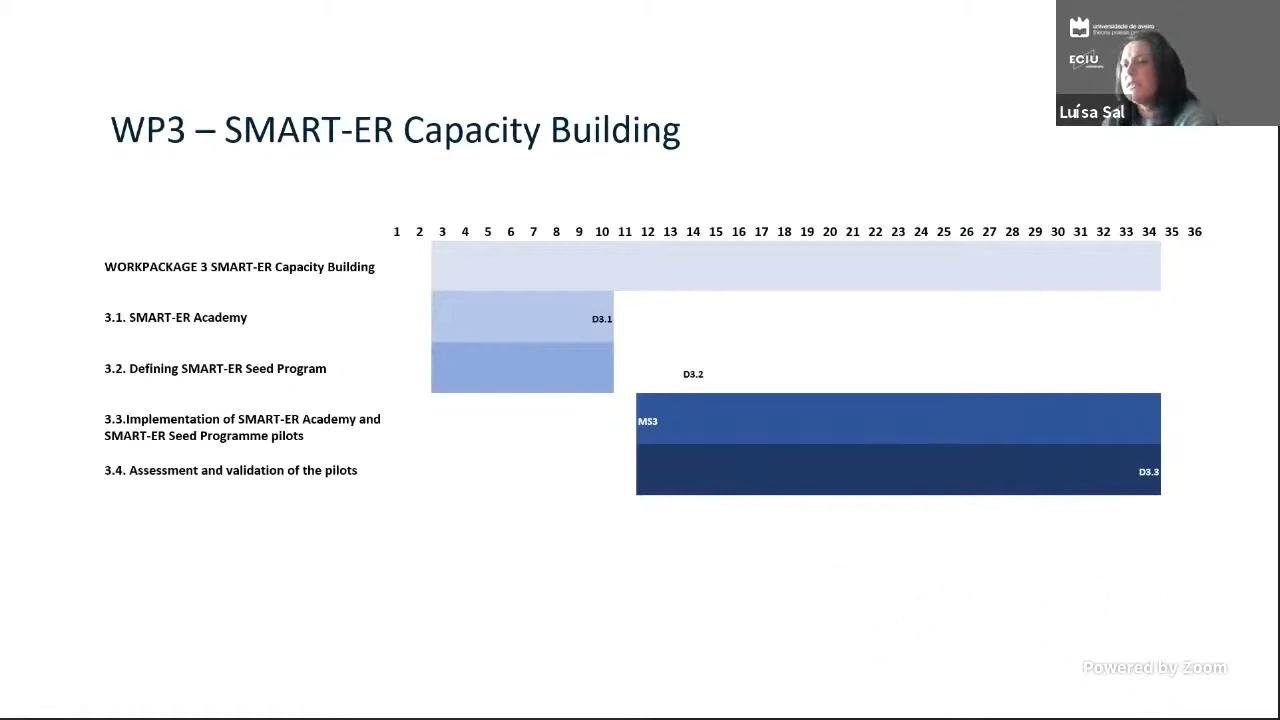 universidade de aveiro
ECIU
Luísa Sal
WP3 – SMART-ER Capacity Building
1 2 3 4 5 6 7 8 9 10 11 12 13 14 15 16 17 18 19 20 21 22 23 24 25 26 27 28 29 30 31 32 33 34 35 36
WORKPACKAGE 3 SMART-ER Capacity Building
3.1. SMART-ER Academy
D3.1
3.2. Defining SMART-ER Seed Program
D3.2
3.3.Implementation of SMART-ER Academy and
SMART-ER Seed Programme pilots
MS3
3.4. Assessment and validation of the pilots
D3.3
Powered by Zoom